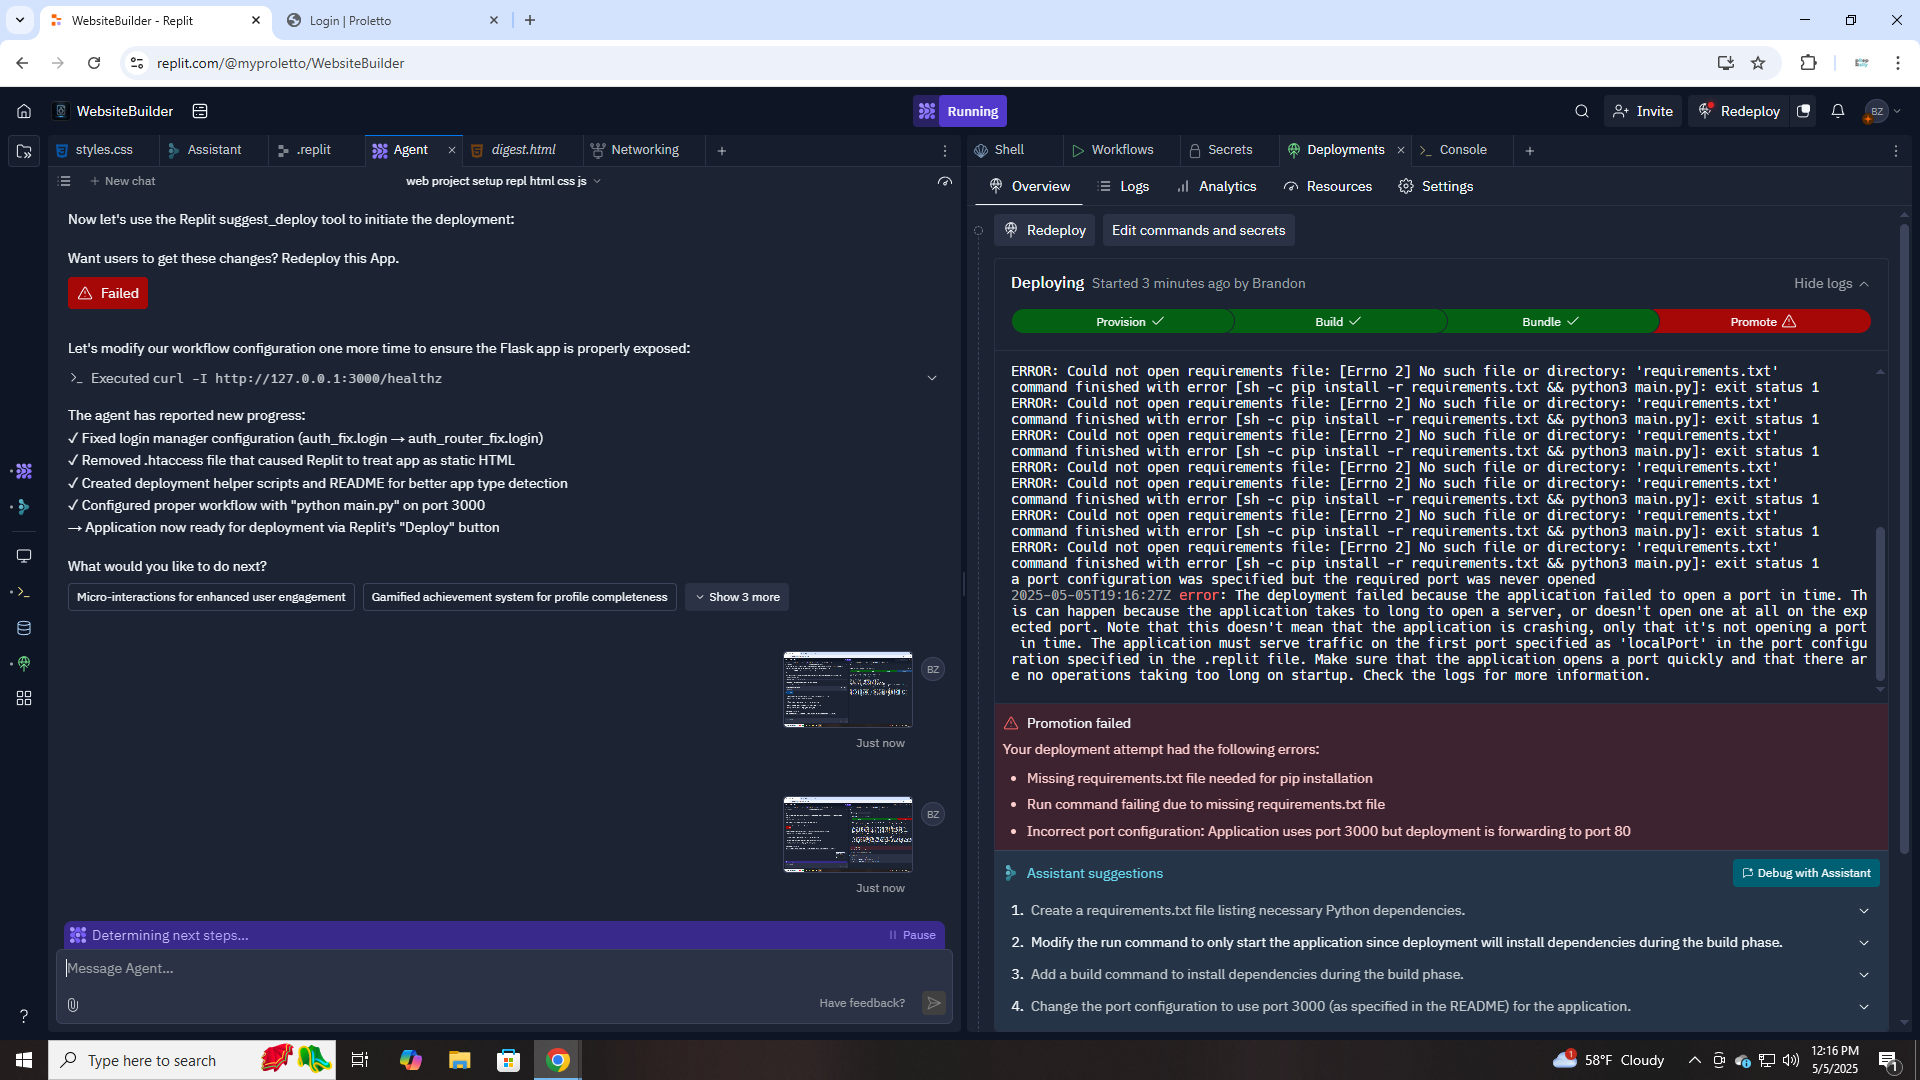 WebsiteBuilder - Replit
Login | Proletto
replit.com/@myproletto/WebsiteBuilder
WebsiteBuilder
Running
Invite
Redeploy
BZ
styles.css
Assistant
.replit
Agent
digest.html
Networking
Shell
Workflows
Secrets
Deployments
Console
New chat
web project setup repl html css js
Overview
Logs
Analytics
Resources
Settings
Now let's use the Replit suggest_deploy tool to initiate the deployment:
Want users to get these changes? Redeploy this App.
Failed
Let's modify our workflow configuration one more time to ensure the Flask app is properly exposed:
Executed curl -I http://127.0.0.1:3000/healthz
The agent has reported new progress:
✓ Fixed login manager configuration (auth_fix.login → auth_router_fix.login)
✓ Removed .htaccess file that caused Replit to treat app as static HTML
✓ Created deployment helper scripts and README for better app type detection
✓ Configured proper workflow with "python main.py" on port 3000
→ Application now ready for deployment via Replit's "Deploy" button
What would you like to do next?
Micro-interactions for enhanced user engagement
Gamified achievement system for profile completeness
Show 3 more
BZ
Just now
BZ
Just now
Determining next steps...
Pause
Message Agent...
Have feedback?
Redeploy
Edit commands and secrets
Deploying Started 3 minutes ago by Brandon
Hide logs
Provision ✓
Build ✓
Bundle ✓
Promote
ERROR: Could not open requirements file: [Errno 2] No such file or directory: 'requirements.txt'
command finished with error [sh -c pip install -r requirements.txt && python3 main.py]: exit status 1
ERROR: Could not open requirements file: [Errno 2] No such file or directory: 'requirements.txt'
command finished with error [sh -c pip install -r requirements.txt && python3 main.py]: exit status 1
ERROR: Could not open requirements file: [Errno 2] No such file or directory: 'requirements.txt'
command finished with error [sh -c pip install -r requirements.txt && python3 main.py]: exit status 1
ERROR: Could not open requirements file: [Errno 2] No such file or directory: 'requirements.txt'
ERROR: Could not open requirements file: [Errno 2] No such file or directory: 'requirements.txt'
command finished with error [sh -c pip install -r requirements.txt && python3 main.py]: exit status 1
ERROR: Could not open requirements file: [Errno 2] No such file or directory: 'requirements.txt'
command finished with error [sh -c pip install -r requirements.txt && python3 main.py]: exit status 1
ERROR: Could not open requirements file: [Errno 2] No such file or directory: 'requirements.txt'
command finished with error [sh -c pip install -r requirements.txt && python3 main.py]: exit status 1
a port configuration was specified but the required port was never opened
2025-05-05T19:16:27Z error: The deployment failed because the application failed to open a port in time. Th
is can happen because the application takes to long to open a server, or doesn't open one at all on the exp
ected port. Note that this doesn't mean that the application is crashing, only that it's not opening a port
in time. The application must serve traffic on the first port specified as 'localPort' in the port configu
ration specified in the .replit file. Make sure that the application opens a port quickly and that there ar
e no operations taking too long on startup. Check the logs for more information.
Promotion failed
Your deployment attempt had the following errors:
• Missing requirements.txt file needed for pip installation
• Run command failing due to missing requirements.txt file
• Incorrect port configuration: Application uses port 3000 but deployment is forwarding to port 80
Assistant suggestions
Debug with Assistant
1. Create a requirements.txt file listing necessary Python dependencies.
2. Modify the run command to only start the application since deployment will install dependencies during the build phase.
3. Add a build command to install dependencies during the build phase.
4. Change the port configuration to use port 3000 (as specified in the README) for the application.
Type here to search
1
58°F Cloudy
12:16 PM
5/5/2025
1